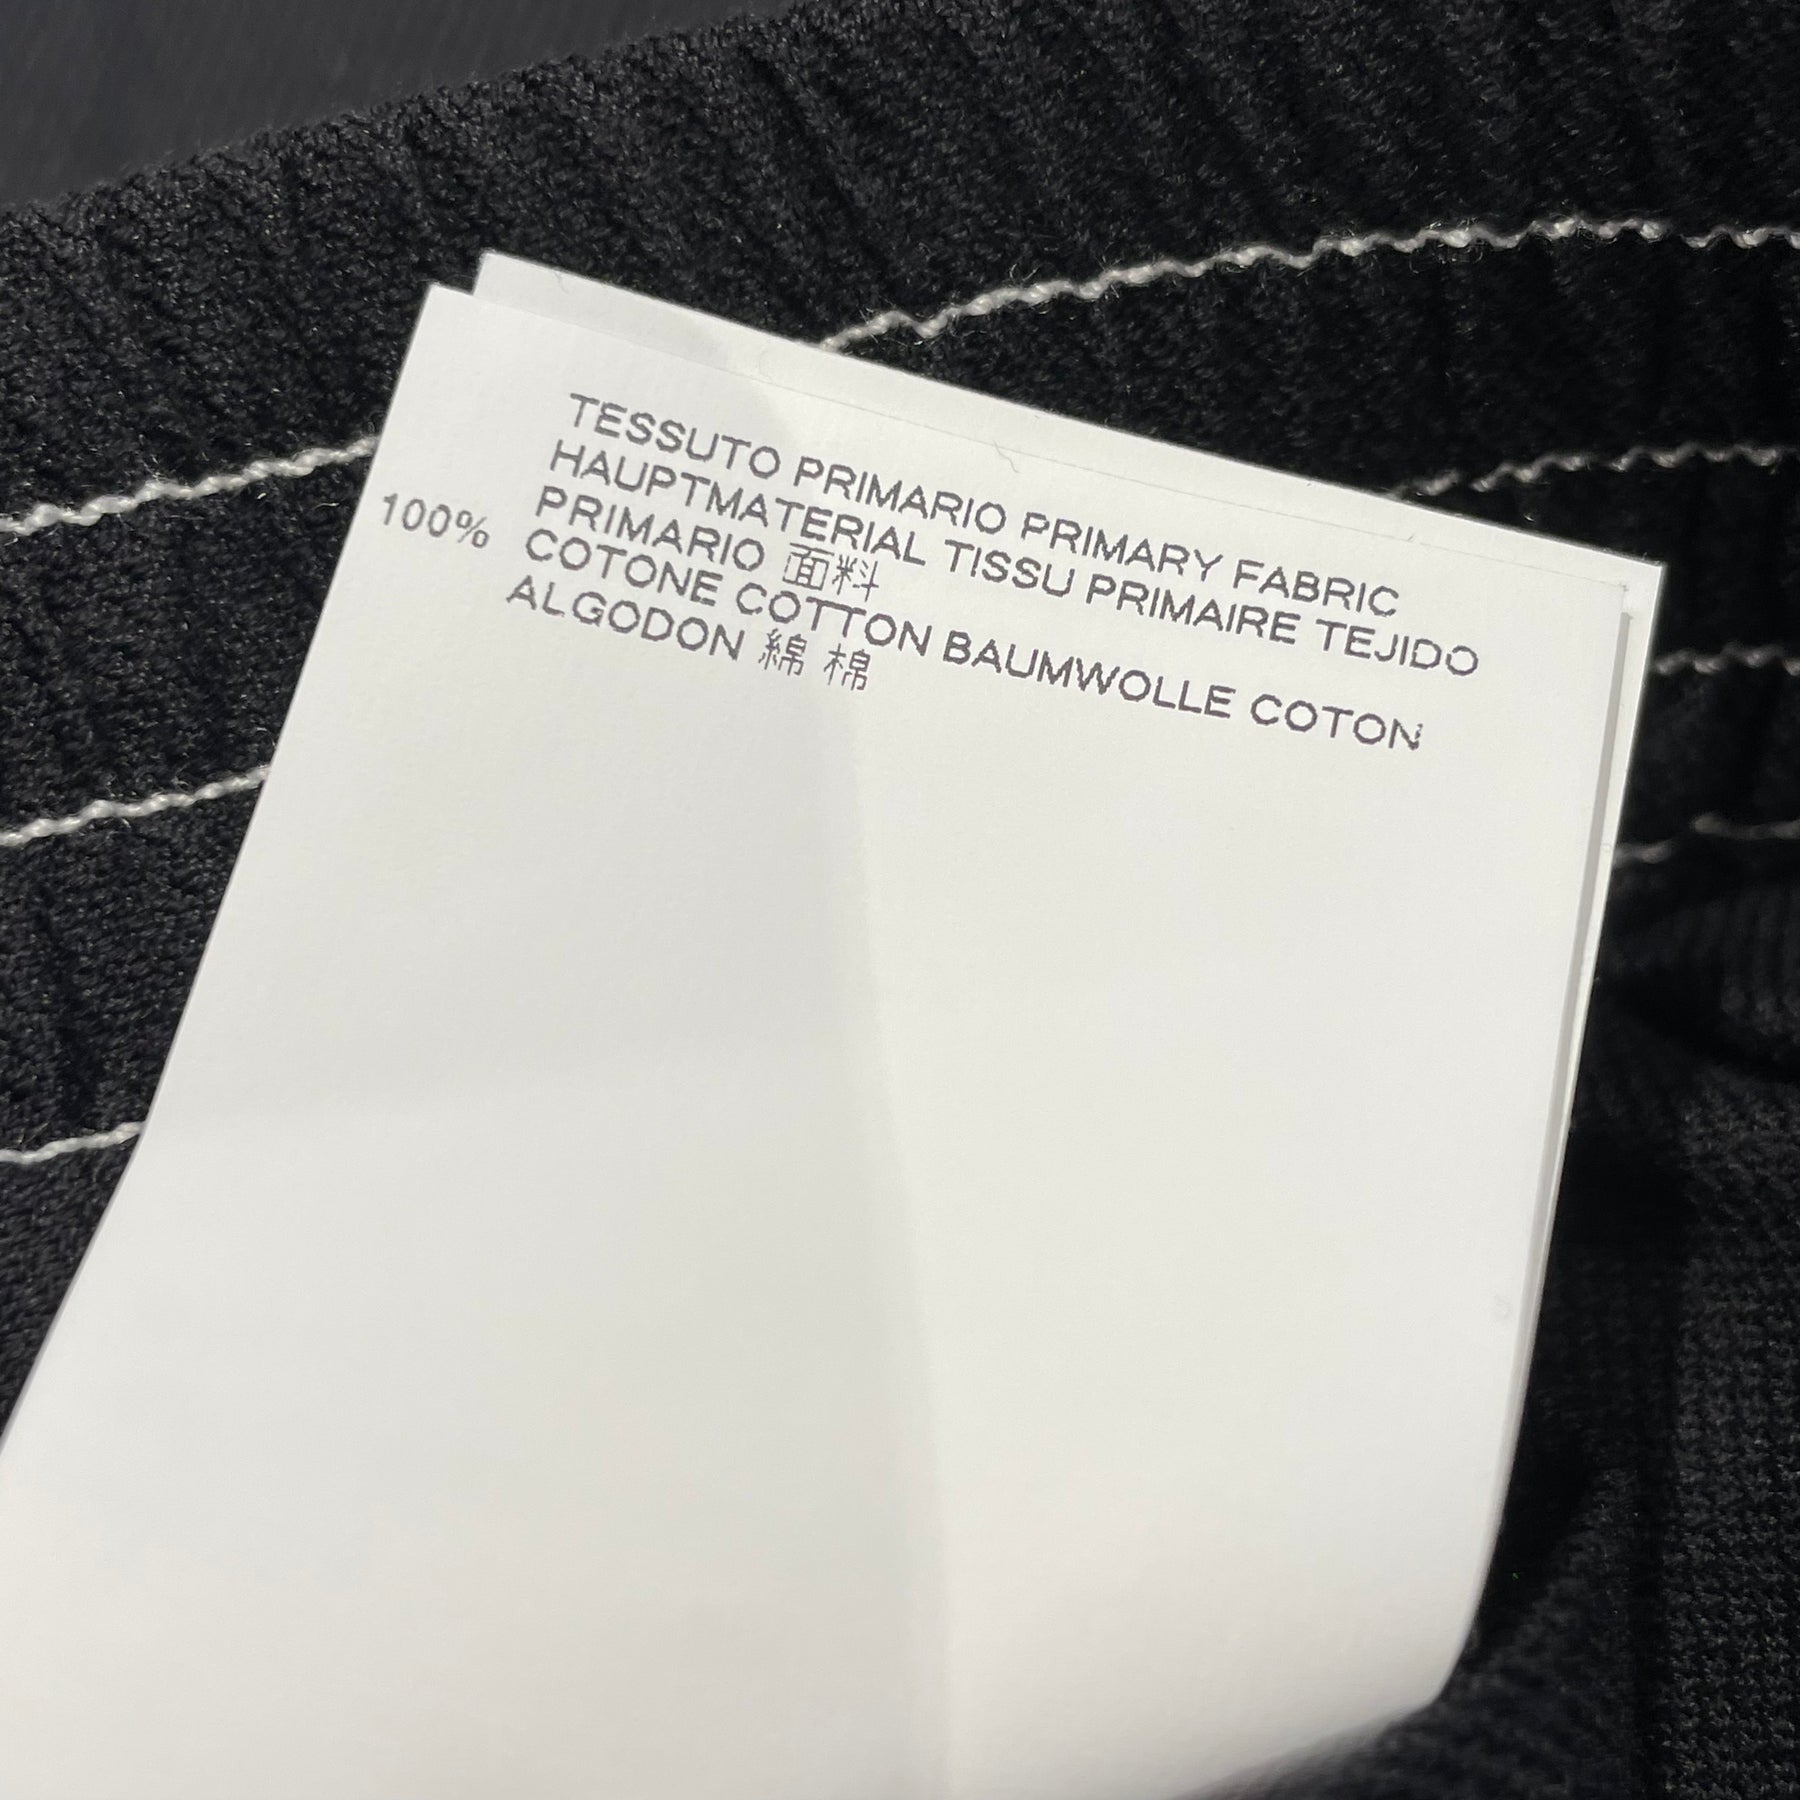 TESSUTO PRIMARIO PRIMARY FABRIC
HAUPTMATERIAL TISSU PRIMAIRE TEJIDO
PRIMARIO 面料
100% COTONE COTTON BAUMWOLLE COTON
ALGODON 綿 棉